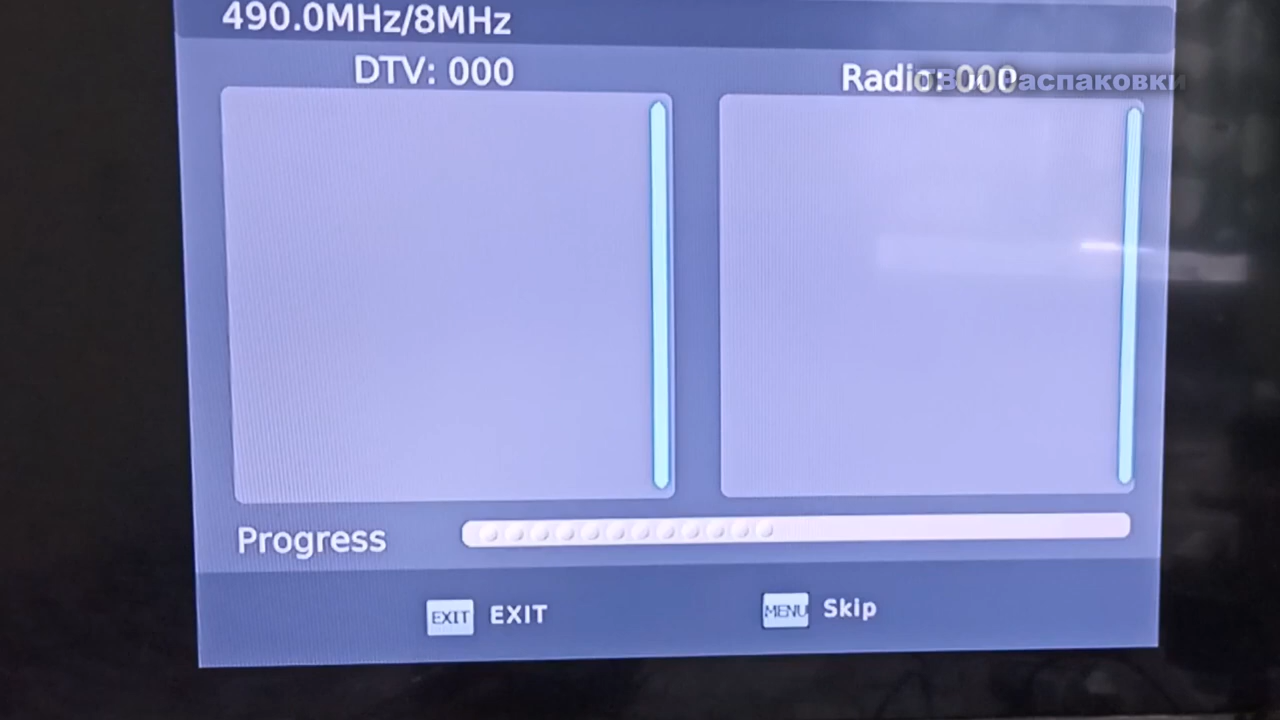 490.0MHz/8MHz
DTV: 000
Radio: 000
Распаковки
Progress
EXIT EXIT
MENU Skip